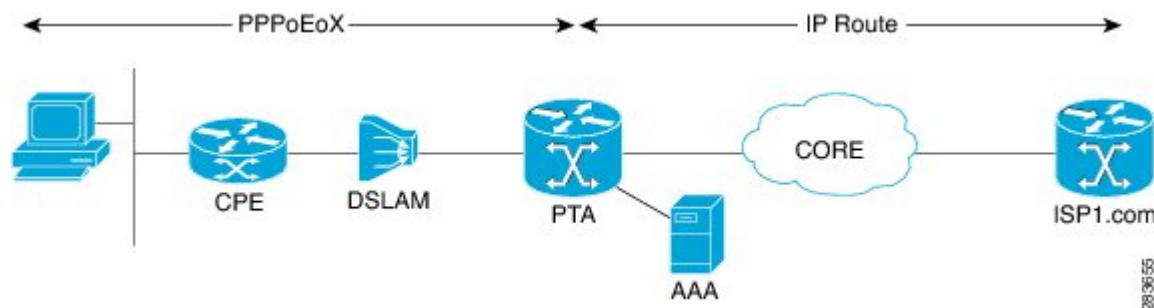 PPPoEoX
IP Route
CORE
CPE
DSLAM
PTA
ISP1.com
AAA
283655